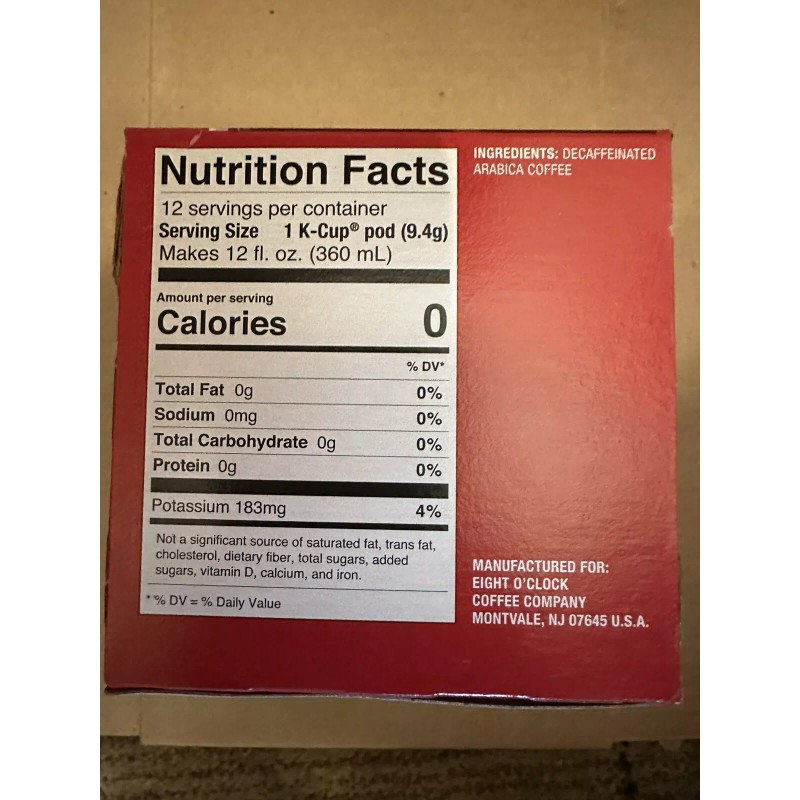 Nutrition Facts
12 servings per container
Serving Size 1 K-Cup® pod (9.4g)
Makes 12 fl. oz. (360 mL)
Amount per serving
Calories 0
% DV*
Total Fat 0g 0%
Sodium 0mg 0%
Total Carbohydrate 0g 0%
Protein 0g 0%
Potassium 183mg 4%
Not a significant source of saturated fat, trans fat,
cholesterol, dietary fiber, total sugars, added
sugars, vitamin D, calcium, and iron.
* % DV = % Daily Value
INGREDIENTS: DECAFFEINATED
ARABICA COFFEE
MANUFACTURED FOR:
EIGHT O'CLOCK
COFFEE COMPANY
MONTVALE, NJ 07645 U.S.A.